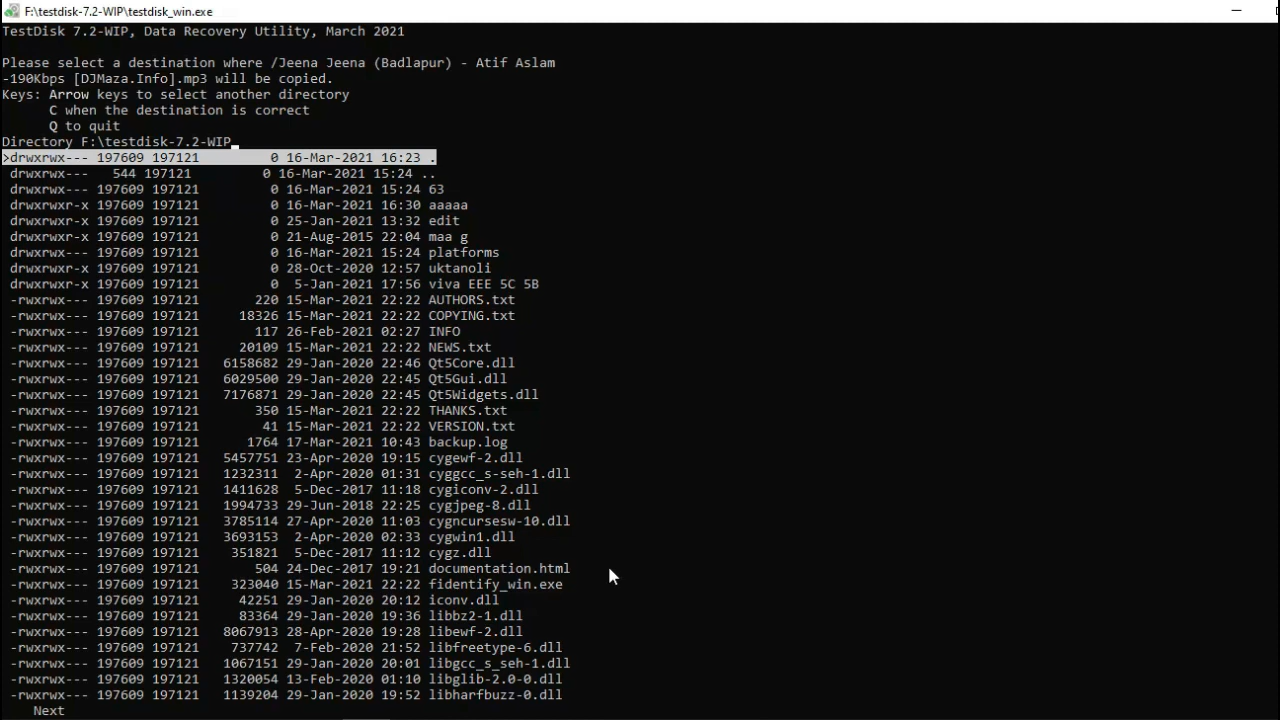 F:\testdisk-7.2-WIP\testdisk_win.exe
TestDisk 7.2-WIP, Data Recovery Utility, March 2021
Please select a destination where /Jeena Jeena (Badlapur) - Atif Aslam
-190Kbps [DJMaza.Info].mp3 will be copied.
Keys: Arrow keys to select another directory
C when the destination is correct
Q to quit
Directory F:\testdisk-7.2-WIP
>drwxrwx--- 197609 197121 0 16-Mar-2021 16:23 .
drwxrwx--- 544 197121 0 16-Mar-2021 15:24 ..
drwxrwx--- 197609 197121 0 16-Mar-2021 15:24 63
drwxrwxr-x 197609 197121 0 16-Mar-2021 16:30 aaaaa
drwxrwxr-x 197609 197121 0 25-Jan-2021 13:32 edit
drwxrwxr-x 197609 197121 0 21-Aug-2015 22:04 maa g
drwxrwx--- 197609 197121 0 16-Mar-2021 15:24 platforms
drwxrwxr-x 197609 197121 0 28-Oct-2020 12:57 uktanoli
drwxrwxr-x 197609 197121 0 5-Jan-2021 17:56 viva EEE 5C 5B
-rwxrwx--- 197609 197121 220 15-Mar-2021 22:22 AUTHORS.txt
-rwxrwx--- 197609 197121 18326 15-Mar-2021 22:22 COPYING.txt
-rwxrwx--- 197609 197121 117 26-Feb-2021 02:27 INFO
-rwxrwx--- 197609 197121 20109 15-Mar-2021 22:22 NEWS.txt
-rwxrwx--- 197609 197121 6158682 29-Jan-2020 22:46 Qt5Core.dll
-rwxrwx--- 197609 197121 6029500 29-Jan-2020 22:45 Qt5Gui.dll
-rwxrwx--- 197609 197121 7176871 29-Jan-2020 22:45 Qt5Widgets.dll
-rwxrwx--- 197609 197121 350 15-Mar-2021 22:22 THANKS.txt
-rwxrwx--- 197609 197121 41 15-Mar-2021 22:22 VERSION.txt
-rwxrwx--- 197609 197121 1764 17-Mar-2021 10:43 backup.log
-rwxrwx--- 197609 197121 5457751 23-Apr-2020 19:15 cygewf-2.dll
-rwxrwx--- 197609 197121 1232311 2-Apr-2020 01:31 cyggcc_s-seh-1.dll
-rwxrwx--- 197609 197121 1411628 5-Dec-2017 11:18 cygiconv-2.dll
-rwxrwx--- 197609 197121 1994733 29-Jun-2018 22:25 cygjpeg-8.dll
-rwxrwx--- 197609 197121 3785114 27-Apr-2020 11:03 cygncursesw-10.dll
-rwxrwx--- 197609 197121 3693153 2-Apr-2020 02:33 cygwin1.dll
-rwxrwx--- 197609 197121 351821 5-Dec-2017 11:12 cygz.dll
-rwxrwx--- 197609 197121 504 24-Dec-2017 19:21 documentation.html
-rwxrwx--- 197609 197121 323040 15-Mar-2021 22:22 fidentify_win.exe
-rwxrwx--- 197609 197121 42251 29-Jan-2020 20:12 iconv.dll
-rwxrwx--- 197609 197121 83364 29-Jan-2020 19:36 libbz2-1.dll
-rwxrwx--- 197609 197121 8067913 28-Apr-2020 19:28 libewf-2.dll
-rwxrwx--- 197609 197121 737742 7-Feb-2020 21:52 libfreetype-6.dll
-rwxrwx--- 197609 197121 1067151 29-Jan-2020 20:01 libgcc_s_seh-1.dll
-rwxrwx--- 197609 197121 1320054 13-Feb-2020 01:10 libglib-2.0-0.dll
-rwxrwx--- 197609 197121 1139204 29-Jan-2020 19:52 libharfbuzz-0.dll
Next